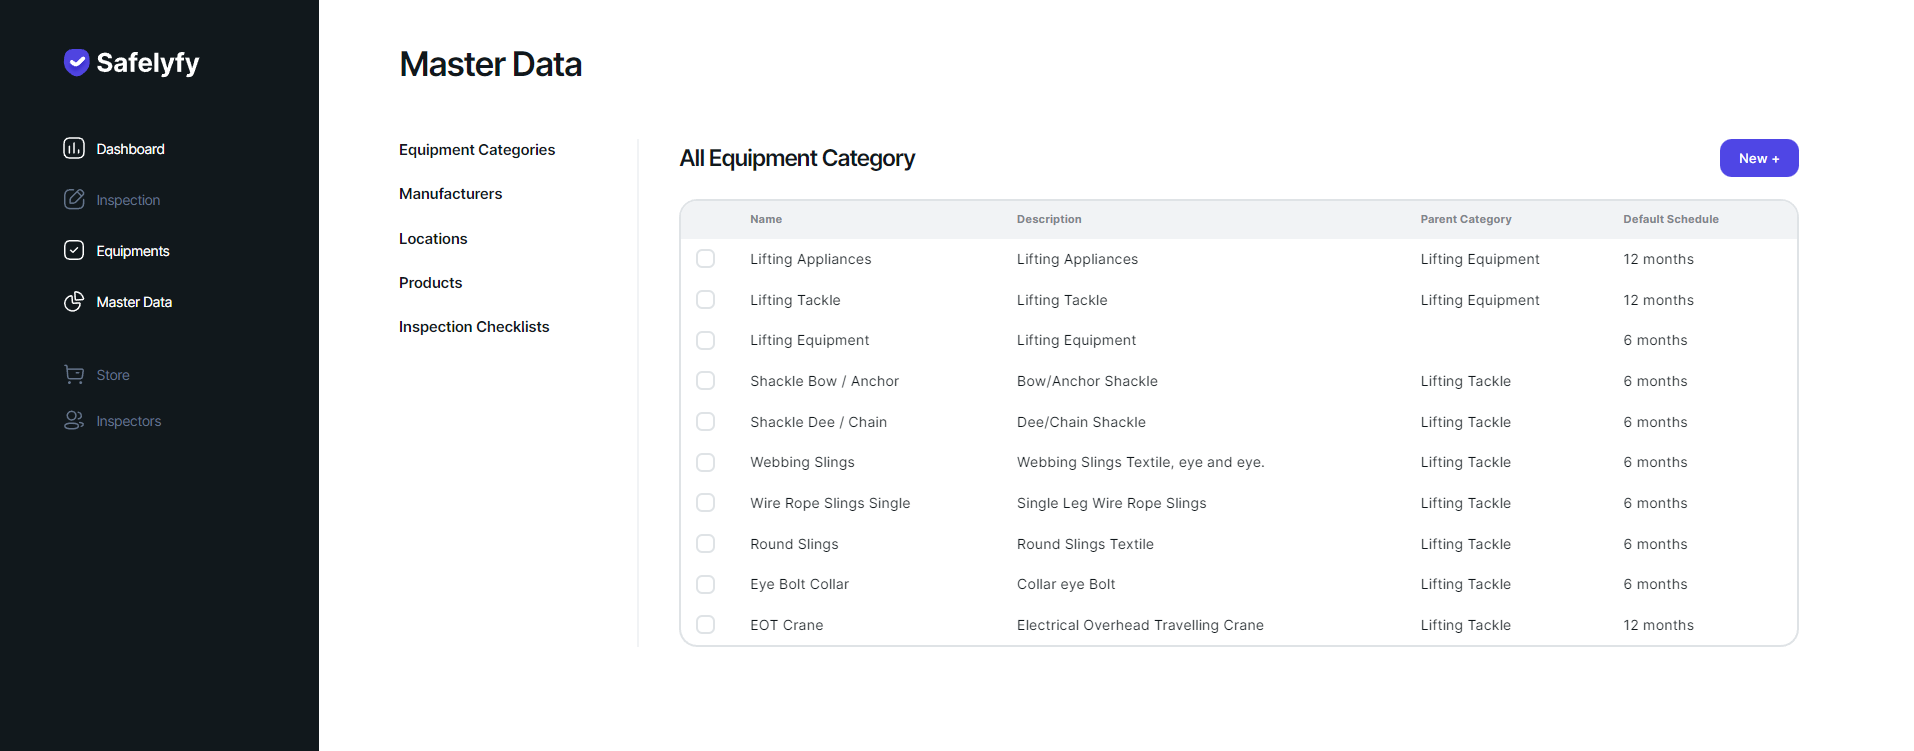 Safelyfy
Dashboard
Inspection
Equipments
Master Data
Store
Inspectors
Master Data
Equipment Categories
Manufacturers
Locations
Products
Inspection Checklists
All Equipment Category
New +
Name Description Parent Category Default Schedule
Lifting Appliances Lifting Appliances Lifting Equipment 12 months
Lifting Tackle Lifting Tackle Lifting Equipment 12 months
Lifting Equipment Lifting Equipment 6 months
Shackle Bow / Anchor Bow/Anchor Shackle Lifting Tackle 6 months
Shackle Dee / Chain Dee/Chain Shackle Lifting Tackle 6 months
Webbing Slings Webbing Slings Textile, eye and eye. Lifting Tackle 6 months
Wire Rope Slings Single Single Leg Wire Rope Slings Lifting Tackle 6 months
Round Slings Round Slings Textile Lifting Tackle 6 months
Eye Bolt Collar Collar eye Bolt Lifting Tackle 6 months
EOT Crane Electrical Overhead Travelling Crane Lifting Tackle 12 months